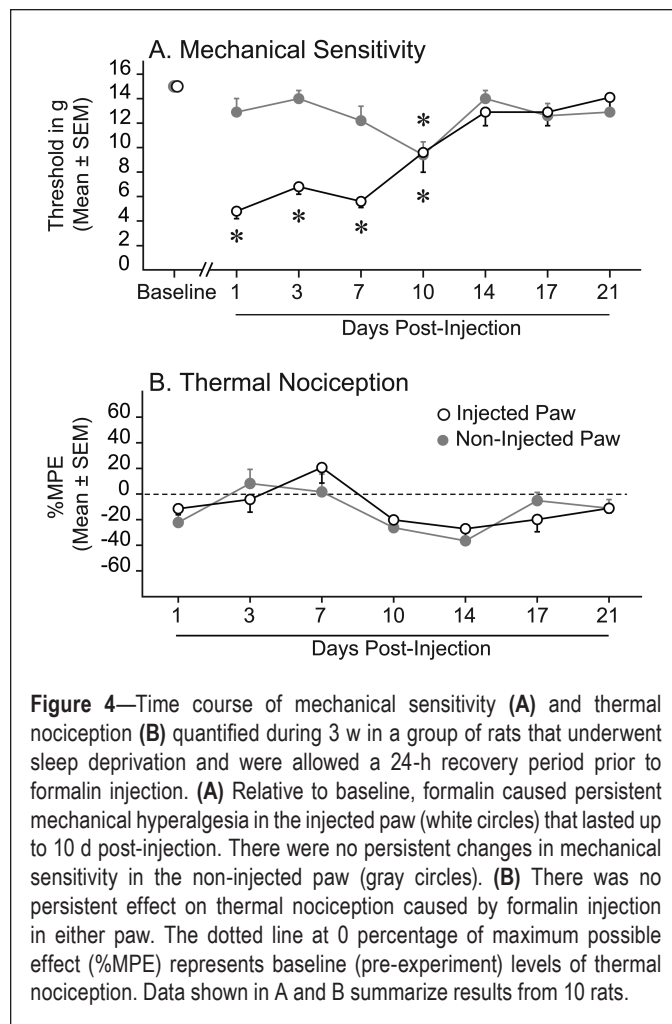 A. Mechanical Sensitivity
Threshold in g
(Mean ± SEM)
16
14
12
10
8
6
4
2
0
*
*
*
*
*
Baseline
1
3
7
10
14
17
21
Days Post-Injection
B. Thermal Nociception
%MPE
(Mean ± SEM)
60
40
20
0
-20
-40
-60
Injected Paw
Non-Injected Paw
1
3
7
10
14
17
21
Days Post-Injection
Figure 4—Time course of mechanical sensitivity (A) and thermal
nociception (B) quantified during 3 w in a group of rats that underwent
sleep deprivation and were allowed a 24-h recovery period prior to
formalin injection. (A) Relative to baseline, formalin caused persistent
mechanical hyperalgesia in the injected paw (white circles) that lasted up
to 10 d post-injection. There were no persistent changes in mechanical
sensitivity in the non-injected paw (gray circles). (B) There was no
persistent effect on thermal nociception caused by formalin injection
in either paw. The dotted line at 0 percentage of maximum possible
effect (%MPE) represents baseline (pre-experiment) levels of thermal
nociception. Data shown in A and B summarize results from 10 rats.